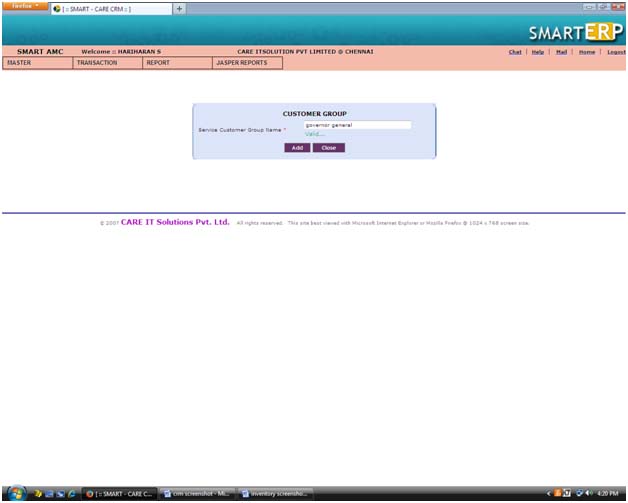 Firefox
[ :: SMART - CARE CRM :: ]
+
SMARTERP
SMART AMC Welcome :: HARIHARAN S CARE ITSOLUTION PVT LIMITED @ CHENNAI Chat | Help | Mail | Home | Logout
MASTER TRANSACTION REPORT JASPER REPORTS
CUSTOMER GROUP
Service Customer Group Name * governor general
Valid....
Add Close
© 2007 CARE IT Solutions Pvt. Ltd. All rights reserved. This site best viewed with Microsoft Internet Explorer or Mozilla Firefox @ 1024 x 768 screen size.
[ :: SMART - CARE C... crm screenshot - Mi... inventory screensho... 4:20 PM